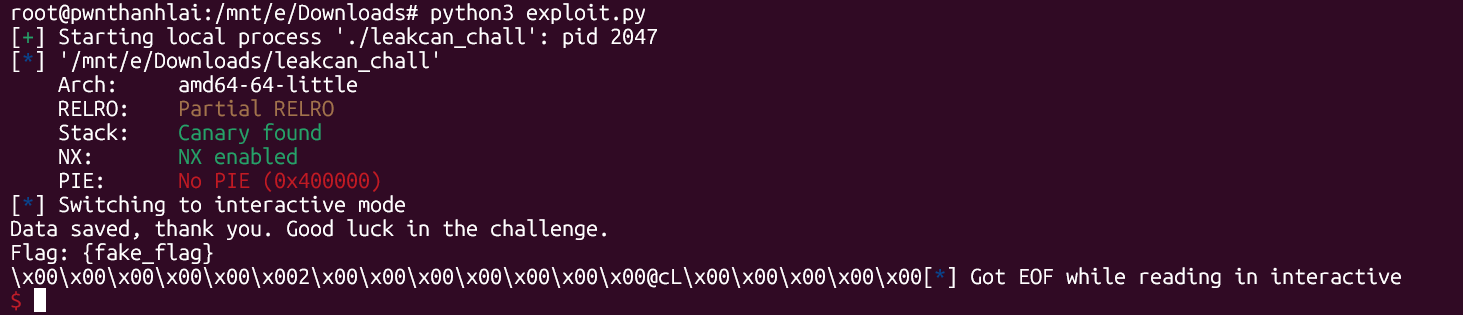 root@pwnthanhlai:/mnt/e/Downloads# python3 exploit.py
[+] Starting local process './leakcan_chall': pid 2047
[*] '/mnt/e/Downloads/leakcan_chall'
    Arch:     amd64-64-little
    RELRO:    Partial RELRO
    Stack:    Canary found
    NX:       NX enabled
    PIE:      No PIE (0x400000)
[*] Switching to interactive mode
Data saved, thank you. Good luck in the challenge.
Flag: {fake_flag}
\x00\x00\x00\x00\x00\x002\x00\x00\x00\x00\x00\x00\x00@cL\x00\x00\x00\x00\x00[*] Got EOF while reading in interactive
$